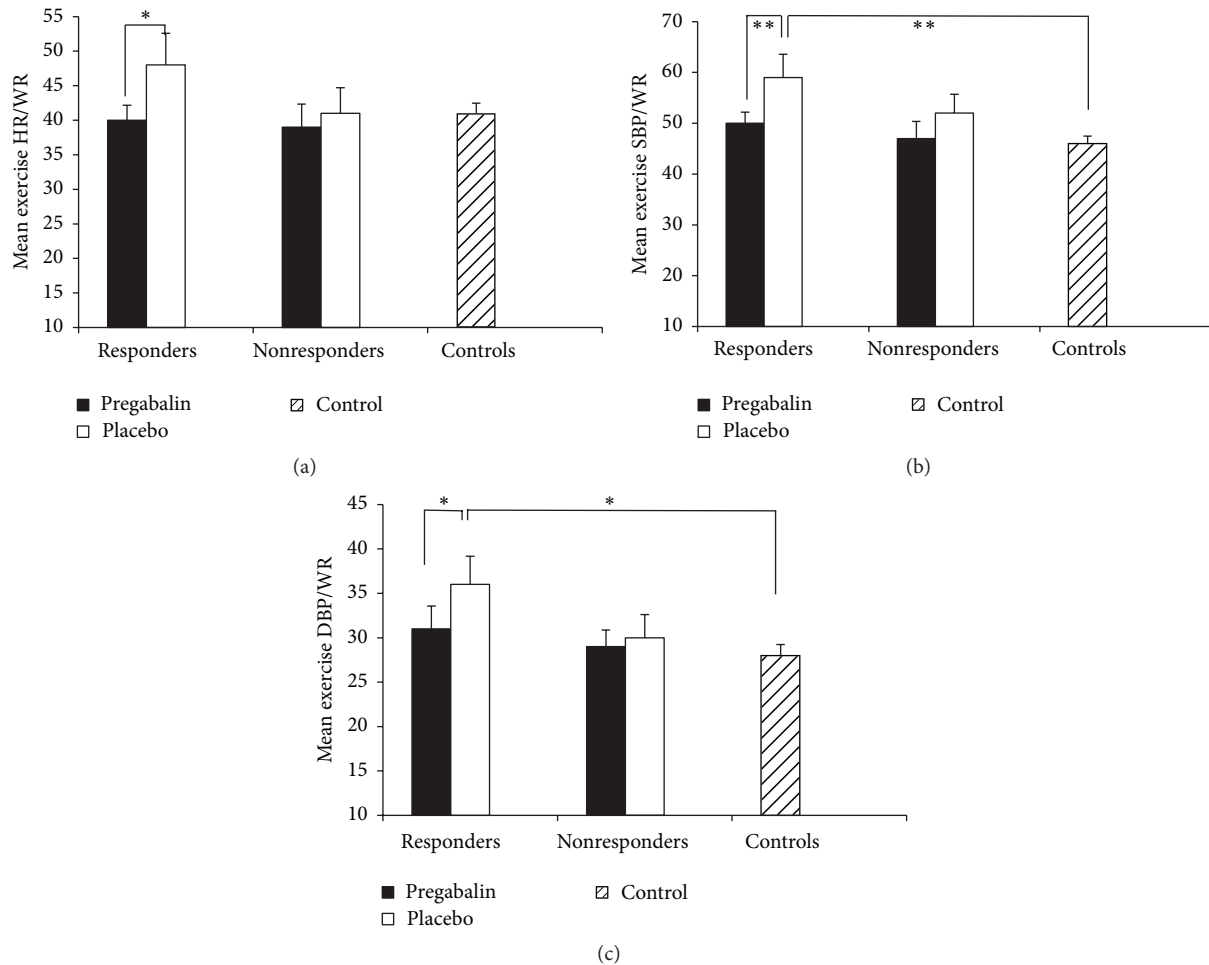 Mean exercise HR/WR
55
50
45
40
35
30
25
20
15
10
*
Responders
Nonresponders
Controls
Pregabalin
Placebo
Control
(a)
Mean exercise SBP/WR
70
60
50
40
30
20
10
**
**
Responders
Nonresponders
Controls
Pregabalin
Placebo
Control
(b)
Mean exercise DBP/WR
45
40
35
30
25
20
15
10
*
*
Responders
Nonresponders
Controls
Pregabalin
Placebo
Control
(c)